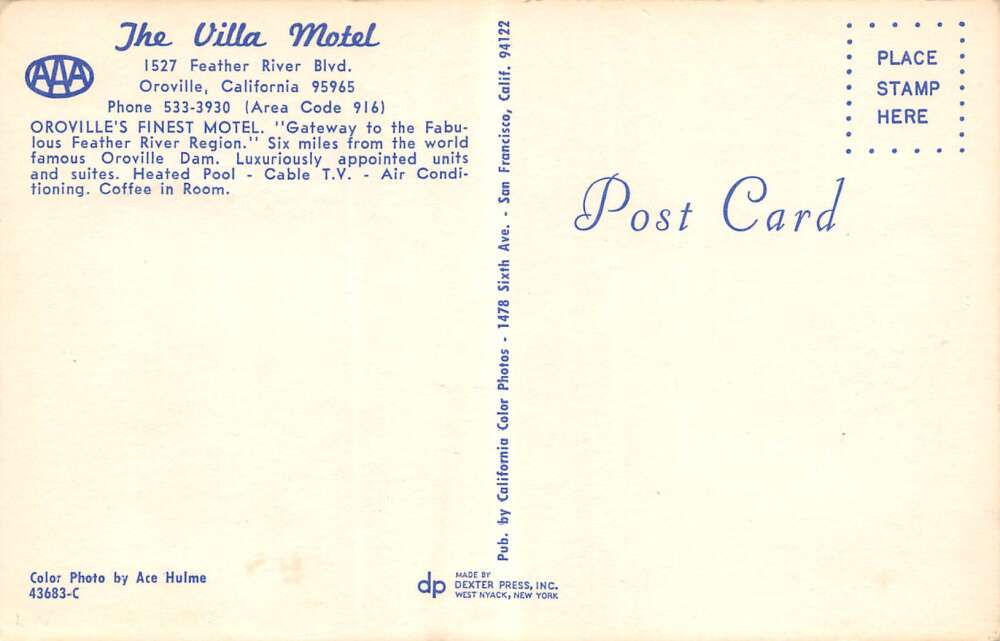 The Villa Motel
AAA
1527 Feather River Blvd.
Oroville, California 95965
Phone 533-3930 (Area Code 916)
OROVILLE'S FINEST MOTEL. "Gateway to the Fabu-
lous Feather River Region." Six miles from the world
famous Oroville Dam. Luxuriously appointed units
and suites. Heated Pool - Cable T.V. - Air Condi-
tioning. Coffee in Room.
Color Photo by Ace Hulme
43683-C
Pub. by California Color Photos - 1478 Sixth Ave. - San Francisco, Calif. 94122
dp
MADE BY
DEXTER PRESS, INC.
WEST NYACK, NEW YORK
PLACE
STAMP
HERE
Post Card